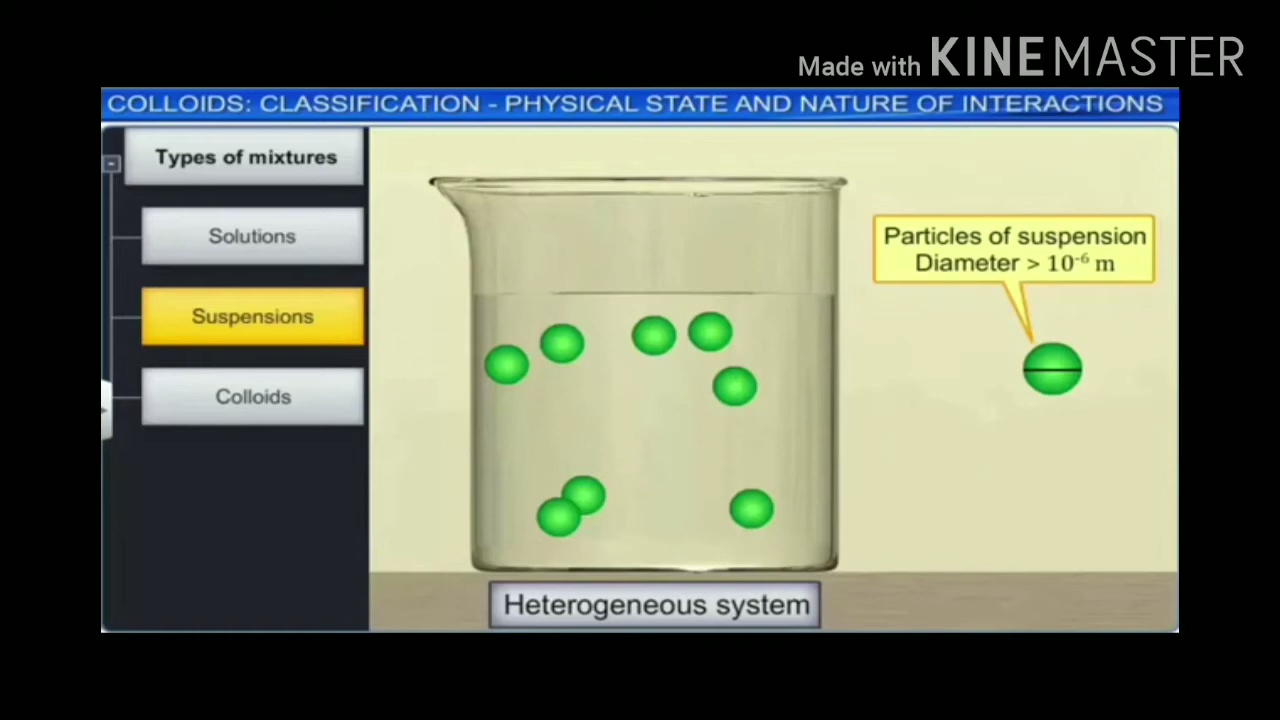 Made with KINEMASTER
COLLOIDS: CLASSIFICATION - PHYSICAL STATE AND NATURE OF INTERACTIONS
Types of mixtures
Solutions
Suspensions
Colloids
Particles of suspension
Diameter > 10⁻⁶ m
Heterogeneous system